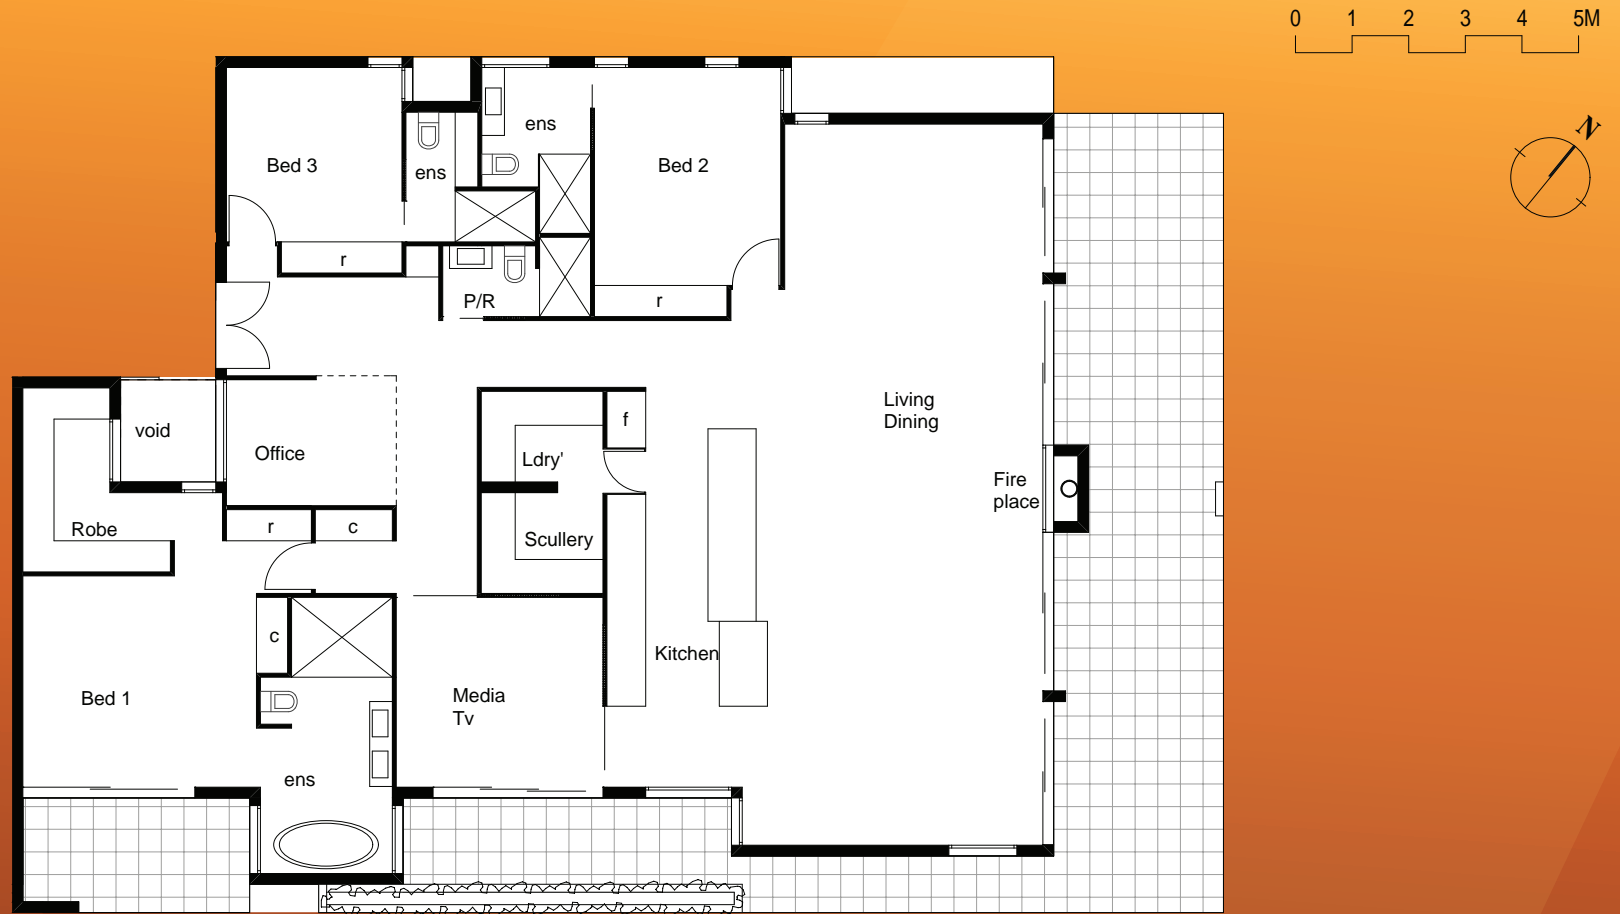 0 1 2 3 4 5M
N
ens
Bed 3
ens
Bed 2
r
P/R
r
Living
Dining
f
void
Office
Ldry'
Fire
place
Robe
r
c
Scullery
c
Kitchen
Bed 1
Media
Tv
ens